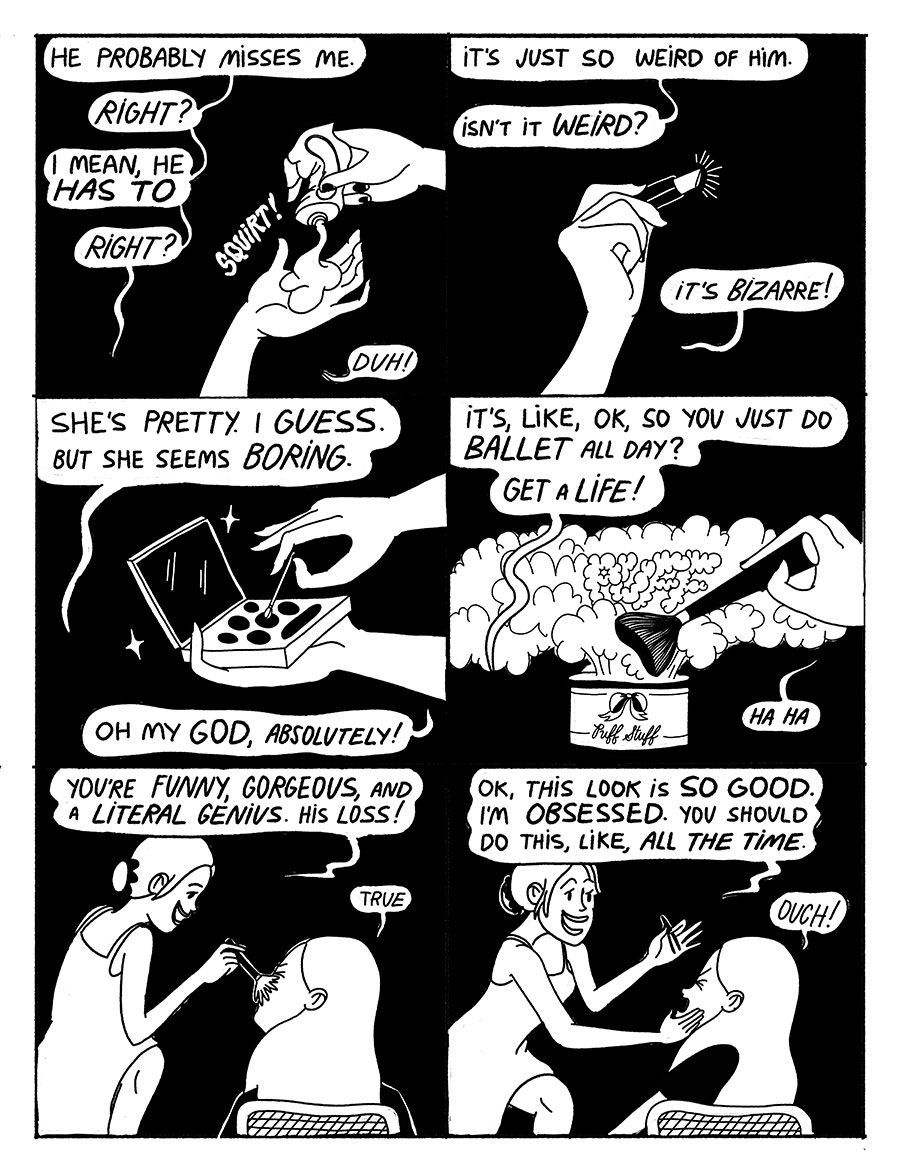 HE PROBABLY MISSES ME.
RIGHT?
I MEAN, HE
HAS TO
RIGHT?
SQUIRT!
DUH!
IT'S JUST SO WEIRD OF HIM.
ISN'T IT WEIRD?
IT'S BIZARRE!
SHE'S PRETTY. I GUESS.
BUT SHE SEEMS BORING.
OH MY GOD, ABSOLUTELY!
IT'S, LIKE, OK, SO YOU JUST DO
BALLET ALL DAY?
GET A LIFE!
PUFF
Puff Stuff
HA HA
YOU'RE FUNNY, GORGEOUS, AND
A LITERAL GENIUS. HIS LOSS!
TRUE
OK, THIS LOOK IS SO GOOD.
I'M OBSESSED. YOU SHOULD
DO THIS, LIKE, ALL THE TIME.
OUCH!